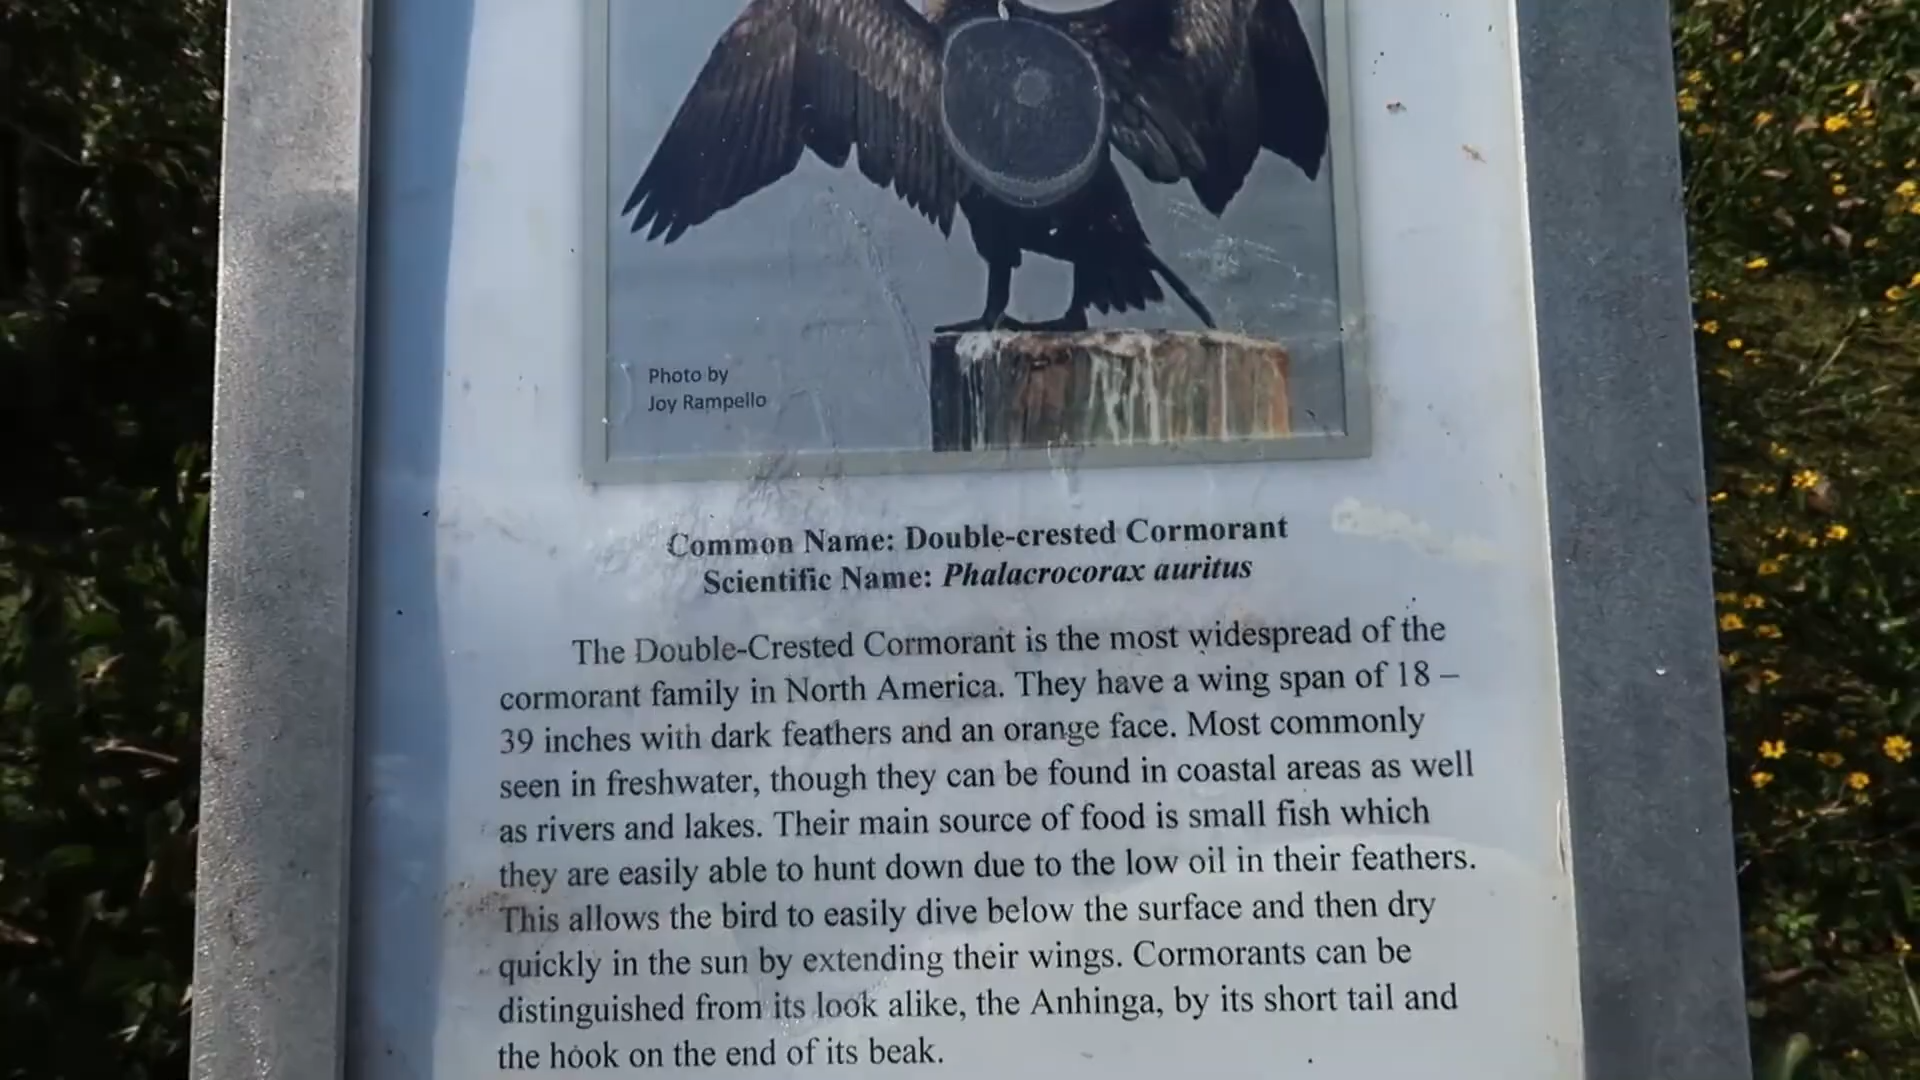 Photo by
Joy Rampello
Common Name: Double-crested Cormorant
Scientific Name: Phalacrocorax auritus
The Double-Crested Cormorant is the most widespread of the
cormorant family in North America. They have a wing span of 18 –
39 inches with dark feathers and an orange face. Most commonly
seen in freshwater, though they can be found in coastal areas as well
as rivers and lakes. Their main source of food is small fish which
they are easily able to hunt down due to the low oil in their feathers.
This allows the bird to easily dive below the surface and then dry
quickly in the sun by extending their wings. Cormorants can be
distinguished from its look alike, the Anhinga, by its short tail and
the hook on the end of its beak.